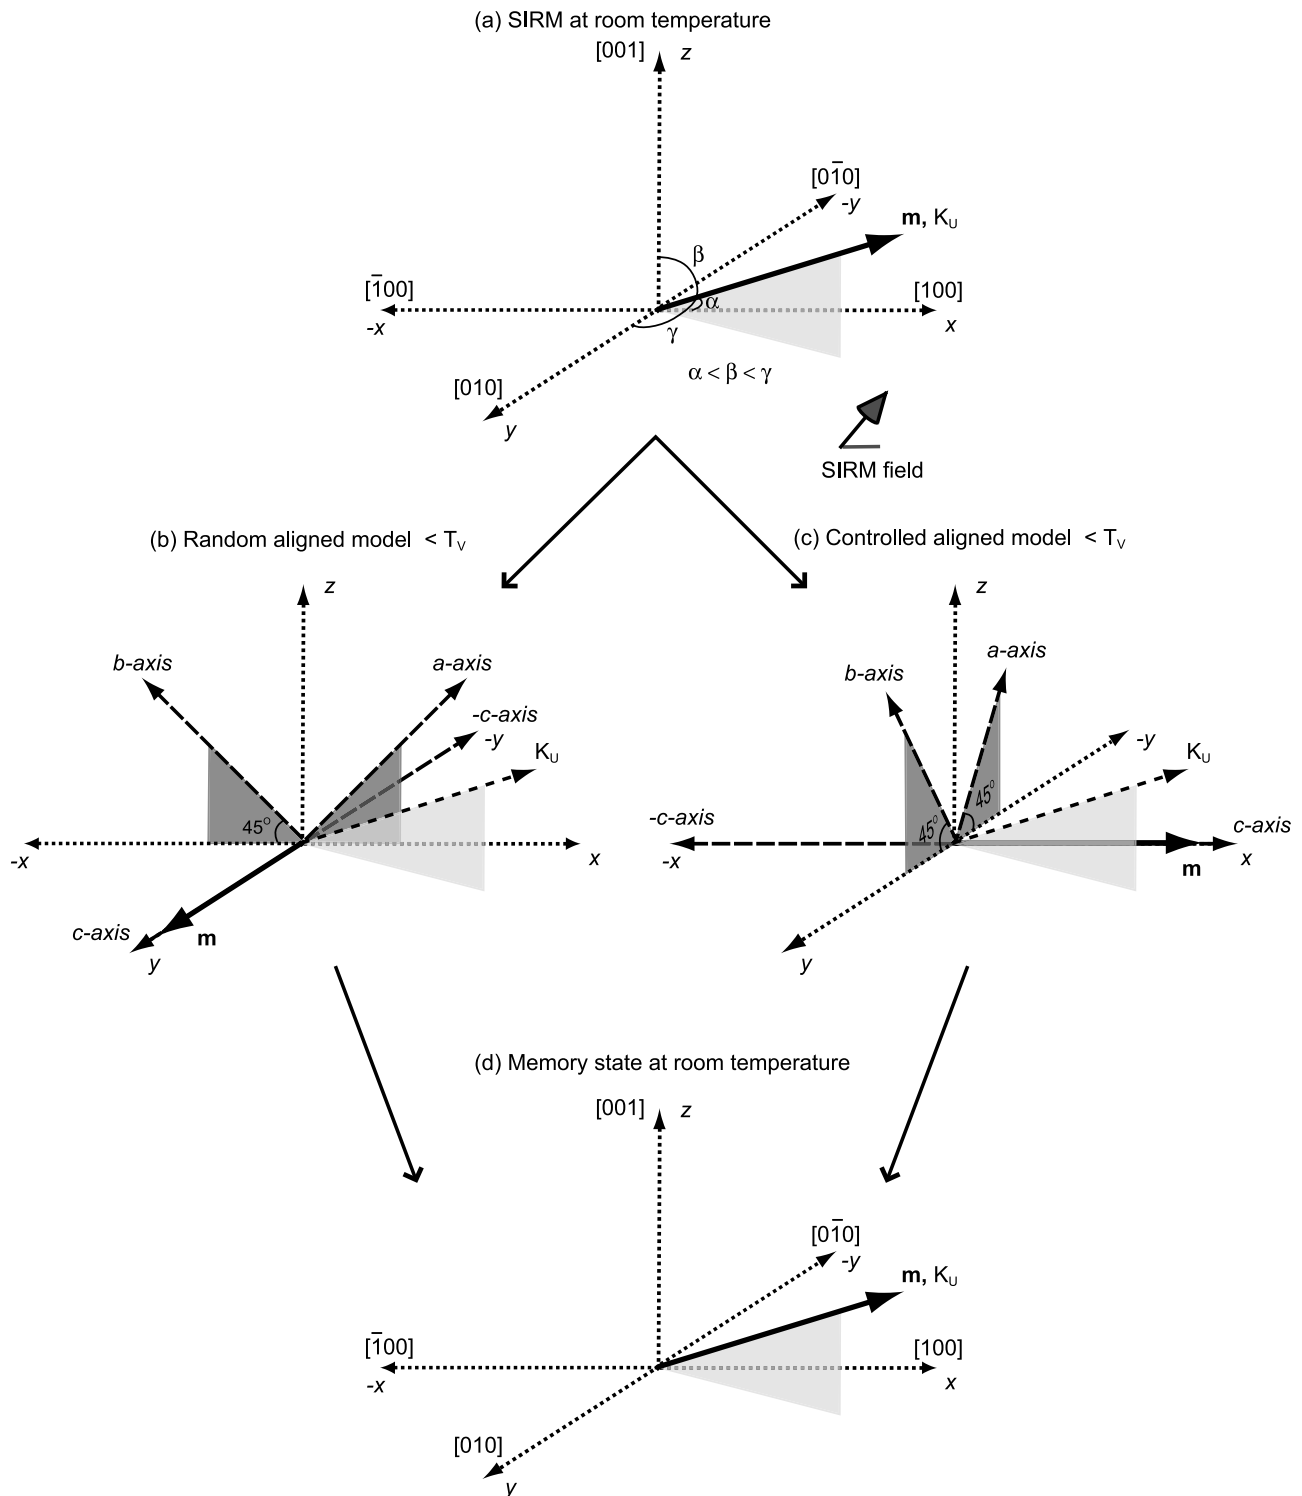 (a) SIRM at room temperature
[001] z
[01̅0]
-y
m, K_U
β
[1̅00]
[100]
α
-x
x
γ
α < β < γ
[010]
y
SIRM field
(b) Random aligned model < T_V
(c) Controlled aligned model < T_V
z
b-axis
a-axis
-c-axis
-y
K_U
45°
-x
x
c-axis
m
y
z
a-axis
b-axis
-y
K_U
45°
45°
-c-axis
c-axis
-x
x
m
y
(d) Memory state at room temperature
[001] z
[01̅0]
-y
m, K_U
[1̅00]
[100]
-x
x
[010]
y